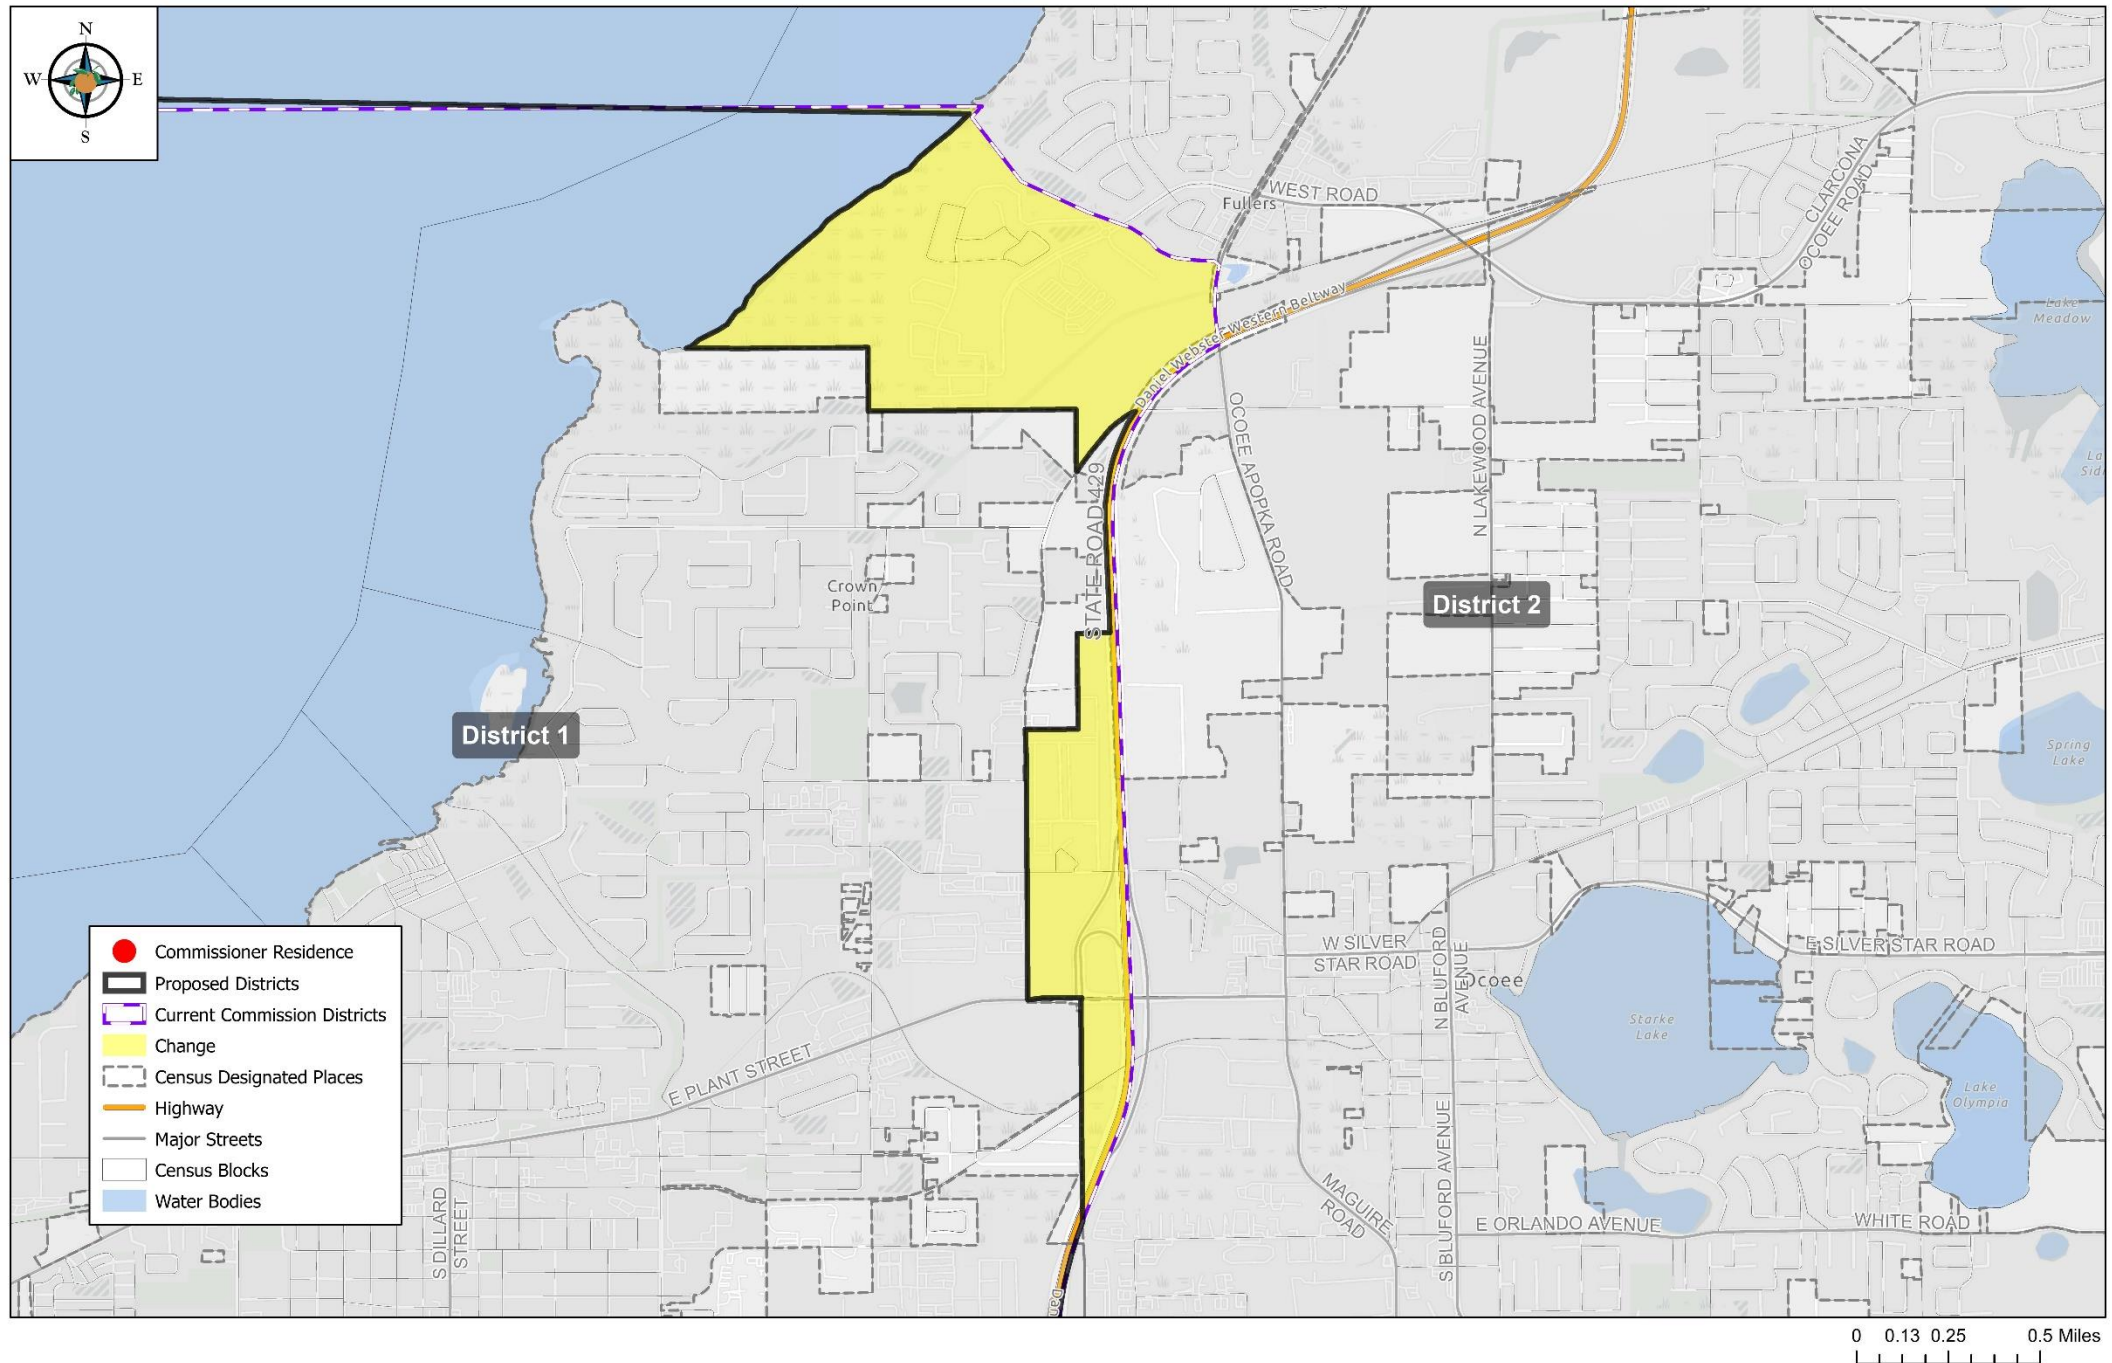 N
W E
S
WEST ROAD
Fullers
CLARCONA
OCOEE ROAD
Lake
Meadow
Daniel Webster Western Beltway
N LAKEWOOD AVENUE
OCOEE APOPKA ROAD
STATE ROAD 429
La
Sid
Crown
Point
District 2
District 1
Spring
Lake
W SILVER
STAR ROAD
N BLUFORD
AVENUE
E SILVER STAR ROAD
Ocoee
Starke
Lake
Lake
Olympia
E PLANT STREET
S DILLARD
STREET
MAGUIRE
ROAD
S BLUFORD AVENUE
E ORLANDO AVENUE
WHITE ROAD
Dan
Commissioner Residence
Proposed Districts
Current Commission Districts
Change
Census Designated Places
Highway
Major Streets
Census Blocks
Water Bodies
0 0.13 0.25 0.5 Miles